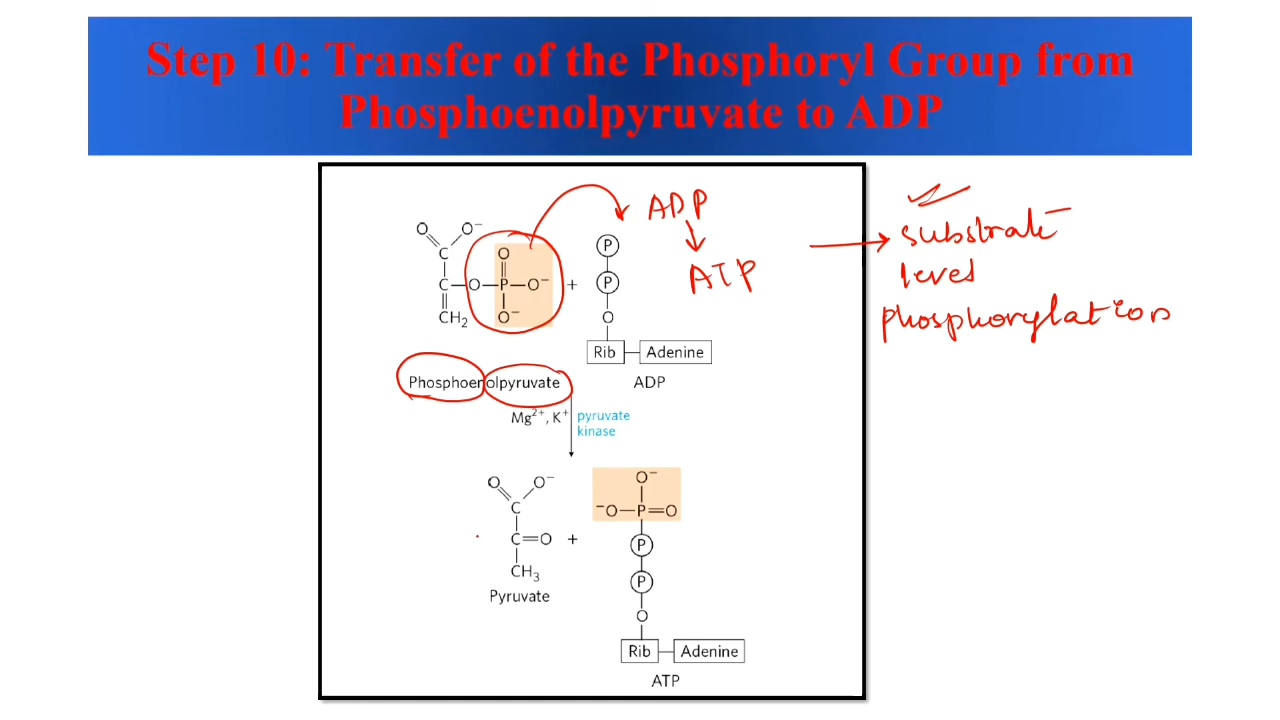 Step 10: Transfer of the Phosphoryl Group from
Phosphoenolpyruvate to ADP
ADP
ATP
substrate
level
phosphorylation
O O⁻
C
C—O—P—O⁻
O
O⁻
CH₂
+
P
P
O
Rib Adenine
Phosphoenolpyruvate
ADP
Mg²⁺, K⁺ pyruvate
kinase
O O⁻
C
C=O
CH₃
Pyruvate
+
O⁻
⁻O—P=O
P
P
O
Rib Adenine
ATP